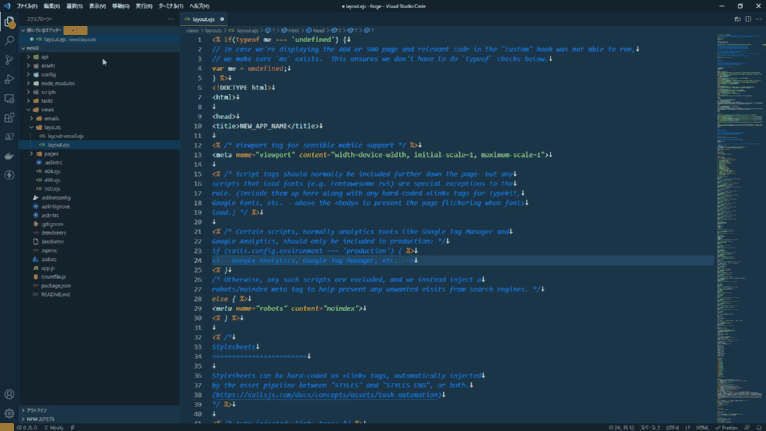 ファイル(F) 編集(E) 選択(S) 表示(V) 移動(G) 実行(R) ターミナル(T) ヘルプ(H)
● layout.ejs - hoge - Visual Studio Code
エクスプローラー
layout.ejs
開いているエディター
layout.ejs views\layouts
HOGE
api
assets
config
node_modules
scripts
tasks
views
emails
layouts
layout-email.ejs
layout.ejs
pages
.eslintrc
404.ejs
498.ejs
500.ejs
.editorconfig
.eslintignore
.eslintrc
.gitignore
.htmlhintrc
.lesshintrc
.npmrc
.sailsrc
app.js
Gruntfile.js
package.json
README.md
アウトライン
NPM スクリプト
views > layouts > layout.ejs > html > head
1 <% if(typeof me === 'undefined') {
2 // In case we're displaying the 404 or 500 page and relevant code in the "custom" hook was not able to run,
3 // we make sure `me` exists. This ensures we don't have to do `typeof` checks below.
4 var me = undefined;
5 } %>
6 <!DOCTYPE html>
7 <html>
8
9 <head>
10 <title>NEW_APP_NAME</title>
11
12 <% /* Viewport tag for sensible mobile support */ %>
13 <meta name="viewport" content="width=device-width, initial-scale=1, maximum-scale=1">
14
15 <% /* Script tags should normally be included further down the page- but any
16 scripts that load fonts (e.g. Fontawesome ^v5) are special exceptions to the
17 rule. (Include them up here along with any hard-coded «link» tags for Typekit,
18 Google Fonts, etc. - above the «body» to prevent the page flickering when fonts
19 load.) */ %>
20
21 <% /* Certain scripts, normally analytics tools like Google Tag Manager and
22 Google Analytics, should only be included in production: */
23 if (sails.config.environment === 'production') { %>
24 <!-- Google Analytics, Google Tag Manager, etc. -->
25 <% }
26 /* Otherwise, any such scripts are excluded, and we instead inject a
27 robots/noindex meta tag to help prevent any unwanted visits from search engines. */
28 else { %>
29 <meta name="robots" content="noindex">
30 <% } %>
31
32 <% /*
33 Stylesheets
34 ========================
35
36 Stylesheets can be hard-coded as «link» tags, automatically injected
37 by the asset pipeline between "STYLES" and "STYLES END", or both.
38 (https://sailsjs.com/docs/concepts/assets/task-automation)
39 */ %>
40
UTF-8 LF HTML Prettier